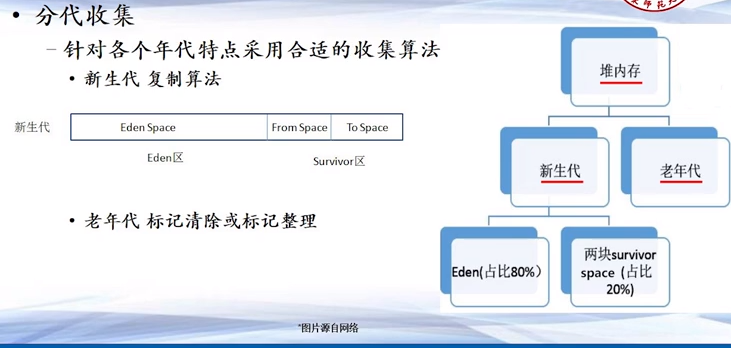 • 分代收集
– 针对各个年代特点采用合适的收集算法
• 新生代 复制算法
新生代
Eden Space
From Space
To Space
Eden区
Survivor区
• 老年代 标记清除或标记整理
堆内存
新生代
老年代
Eden(占比80%)
两块survivor
space (占比
20%)
*图片源自网络